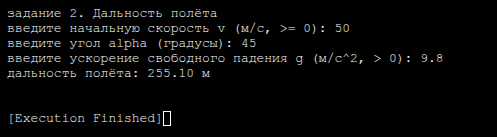 задание 2. Дальность полёта
введите начальную скорость v (м/с, >= 0): 50
введите угол alpha (градусы): 45
введите ускорение свободного падения g (м/с^2, > 0): 9.8
дальность полёта: 255.10 м
[Execution Finished]